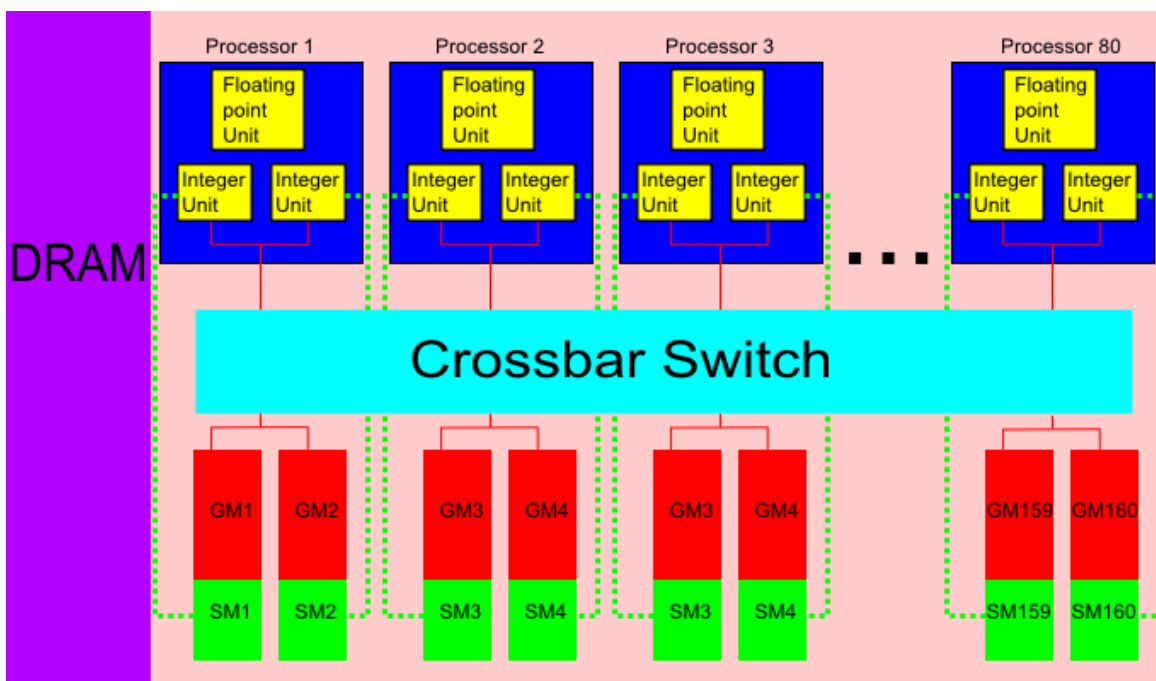 Processor 1
Processor 2
Processor 3
Processor 80
Floating
point
Unit
Floating
point
Unit
Floating
point
Unit
Floating
point
Unit
Integer
Unit
Integer
Unit
Integer
Unit
Integer
Unit
Integer
Unit
Integer
Unit
Integer
Unit
Integer
Unit
DRAM
...
Crossbar Switch
GM1
GM2
GM3
GM4
GM3
GM4
GM159
GM160
SM1
SM2
SM3
SM4
SM3
SM4
SM159
SM160